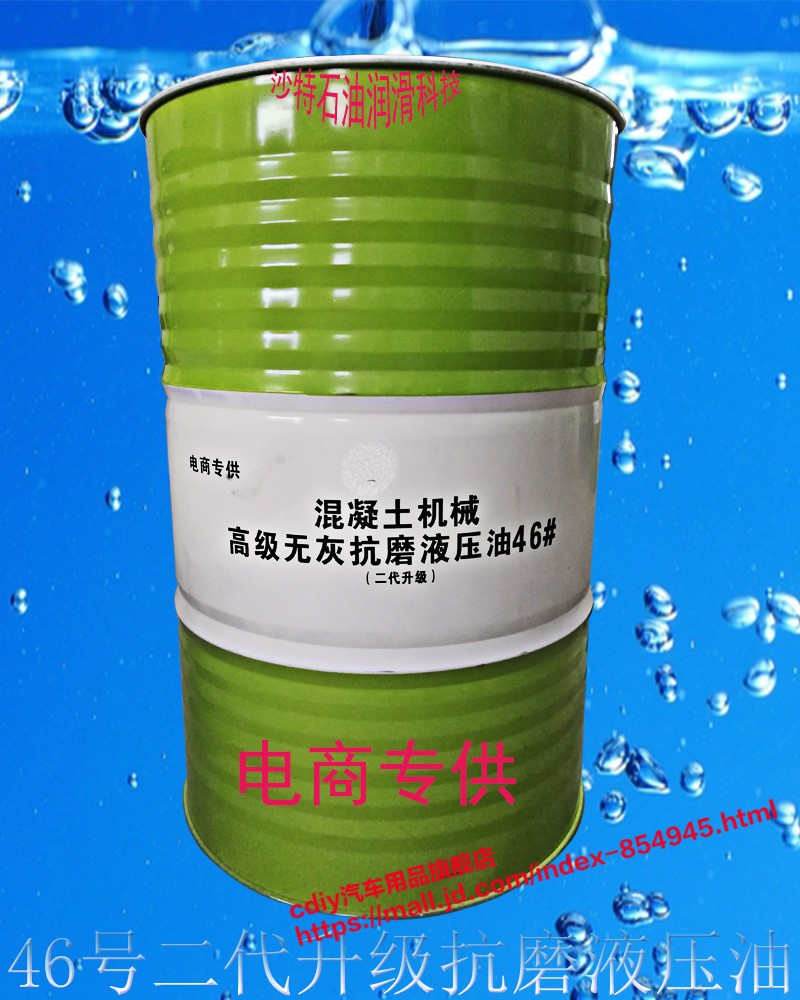 沙特石油润滑科技
电商专供
混凝土机械
高级无灰抗磨液压油46#
(二代升级)
电商专供
cdiy汽车用品旗舰店
https://mall.jd.com/index-854945.html
46号二代升级抗磨液压油